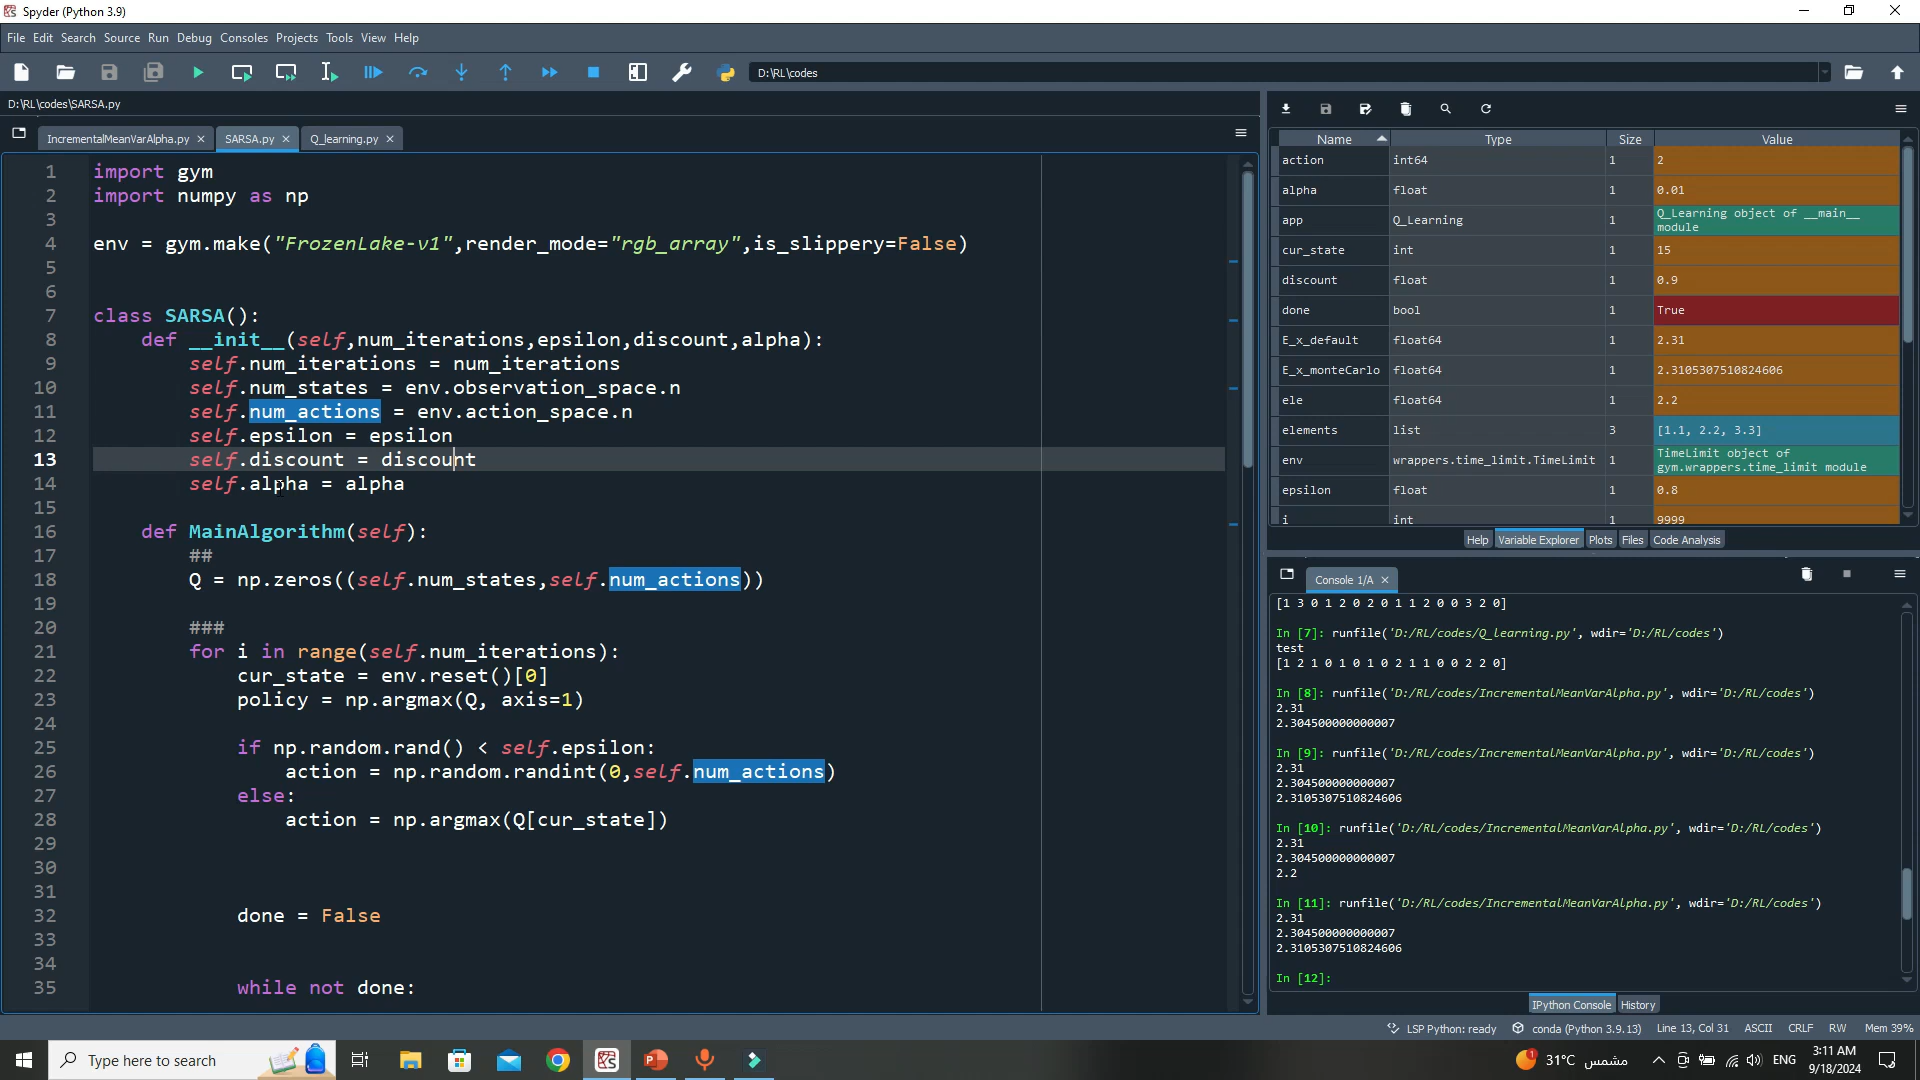 Spyder (Python 3.9)
File Edit Search Source Run Debug Consoles Projects Tools View Help
D:\RL\codes
D:\RL\codes\SARSA.py
IncrementalMeanVarAlpha.py SARSA.py Q_learning.py
1 import gym
2 import numpy as np
3
4 env = gym.make("FrozenLake-v1",render_mode="rgb_array",is_slippery=False)
5
6
7 class SARSA():
8 def __init__(self,num_iterations,epsilon,discount,alpha):
9 self.num_iterations = num_iterations
10 self.num_states = env.observation_space.n
11 self.num_actions = env.action_space.n
12 self.epsilon = epsilon
13 self.discount = discount
14 self.alpha = alpha
15
16 def MainAlgorithm(self):
17 ##
18 Q = np.zeros((self.num_states,self.num_actions))
19
20 ###
21 for i in range(self.num_iterations):
22 cur_state = env.reset()[0]
23 policy = np.argmax(Q, axis=1)
24
25 if np.random.rand() < self.epsilon:
26 action = np.random.randint(0,self.num_actions)
27 else:
28 action = np.argmax(Q[cur_state])
29
30
31
32 done = False
33
34
35 while not done:
Name Type Size Value
action int64 1 2
alpha float 1 0.01
app Q_Learning 1 Q_Learning object of __main__ module
cur_state int 1 15
discount float 1 0.9
done bool 1 True
E_x_default float64 1 2.31
E_x_monteCarlo float64 1 2.3105307510824606
ele float64 1 2.2
elements list 3 [1.1, 2.2, 3.3]
env wrappers.time_limit.TimeLimit 1 TimeLimit object of gym.wrappers.time_limit module
epsilon float 1 0.8
i int 1 9999
Help Variable Explorer Plots Files Code Analysis
Console 1/A
[1 3 0 1 2 0 2 0 1 1 2 0 0 3 2 0]
In [7]: runfile('D:/RL/codes/Q_learning.py', wdir='D:/RL/codes')
test
[1 2 1 0 1 0 1 0 2 1 1 0 0 2 2 0]
In [8]: runfile('D:/RL/codes/IncrementalMeanVarAlpha.py', wdir='D:/RL/codes')
2.31
2.304500000000007
In [9]: runfile('D:/RL/codes/IncrementalMeanVarAlpha.py', wdir='D:/RL/codes')
2.31
2.304500000000007
2.3105307510824606
In [10]: runfile('D:/RL/codes/IncrementalMeanVarAlpha.py', wdir='D:/RL/codes')
2.31
2.304500000000007
2.2
In [11]: runfile('D:/RL/codes/IncrementalMeanVarAlpha.py', wdir='D:/RL/codes')
2.31
2.304500000000007
2.3105307510824606
In [12]:
IPython Console History
LSP Python: ready conda (Python 3.9.13) Line 13, Col 31 ASCII CRLF RW Mem 39%
Type here to search
1 31°C مشمس ENG 3:11 AM
9/18/2024